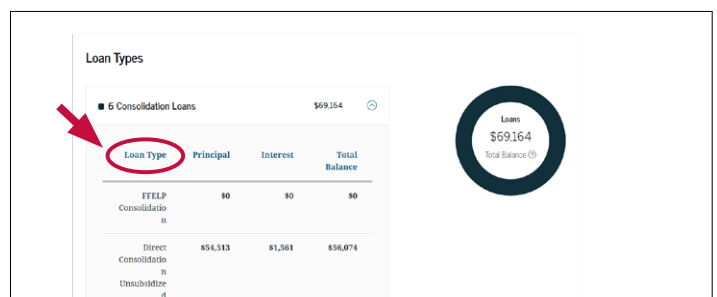 Loan Types
6 Consolidation Loans $69,164
Loan Type Principal Interest Total
Balance
FFELP $0 $0 $0
Consolidatio
n
Direct $54,513 $1,561 $56,074
Consolidatio
n
Unsubsidize
d
Loans
$69,164
Total Balance